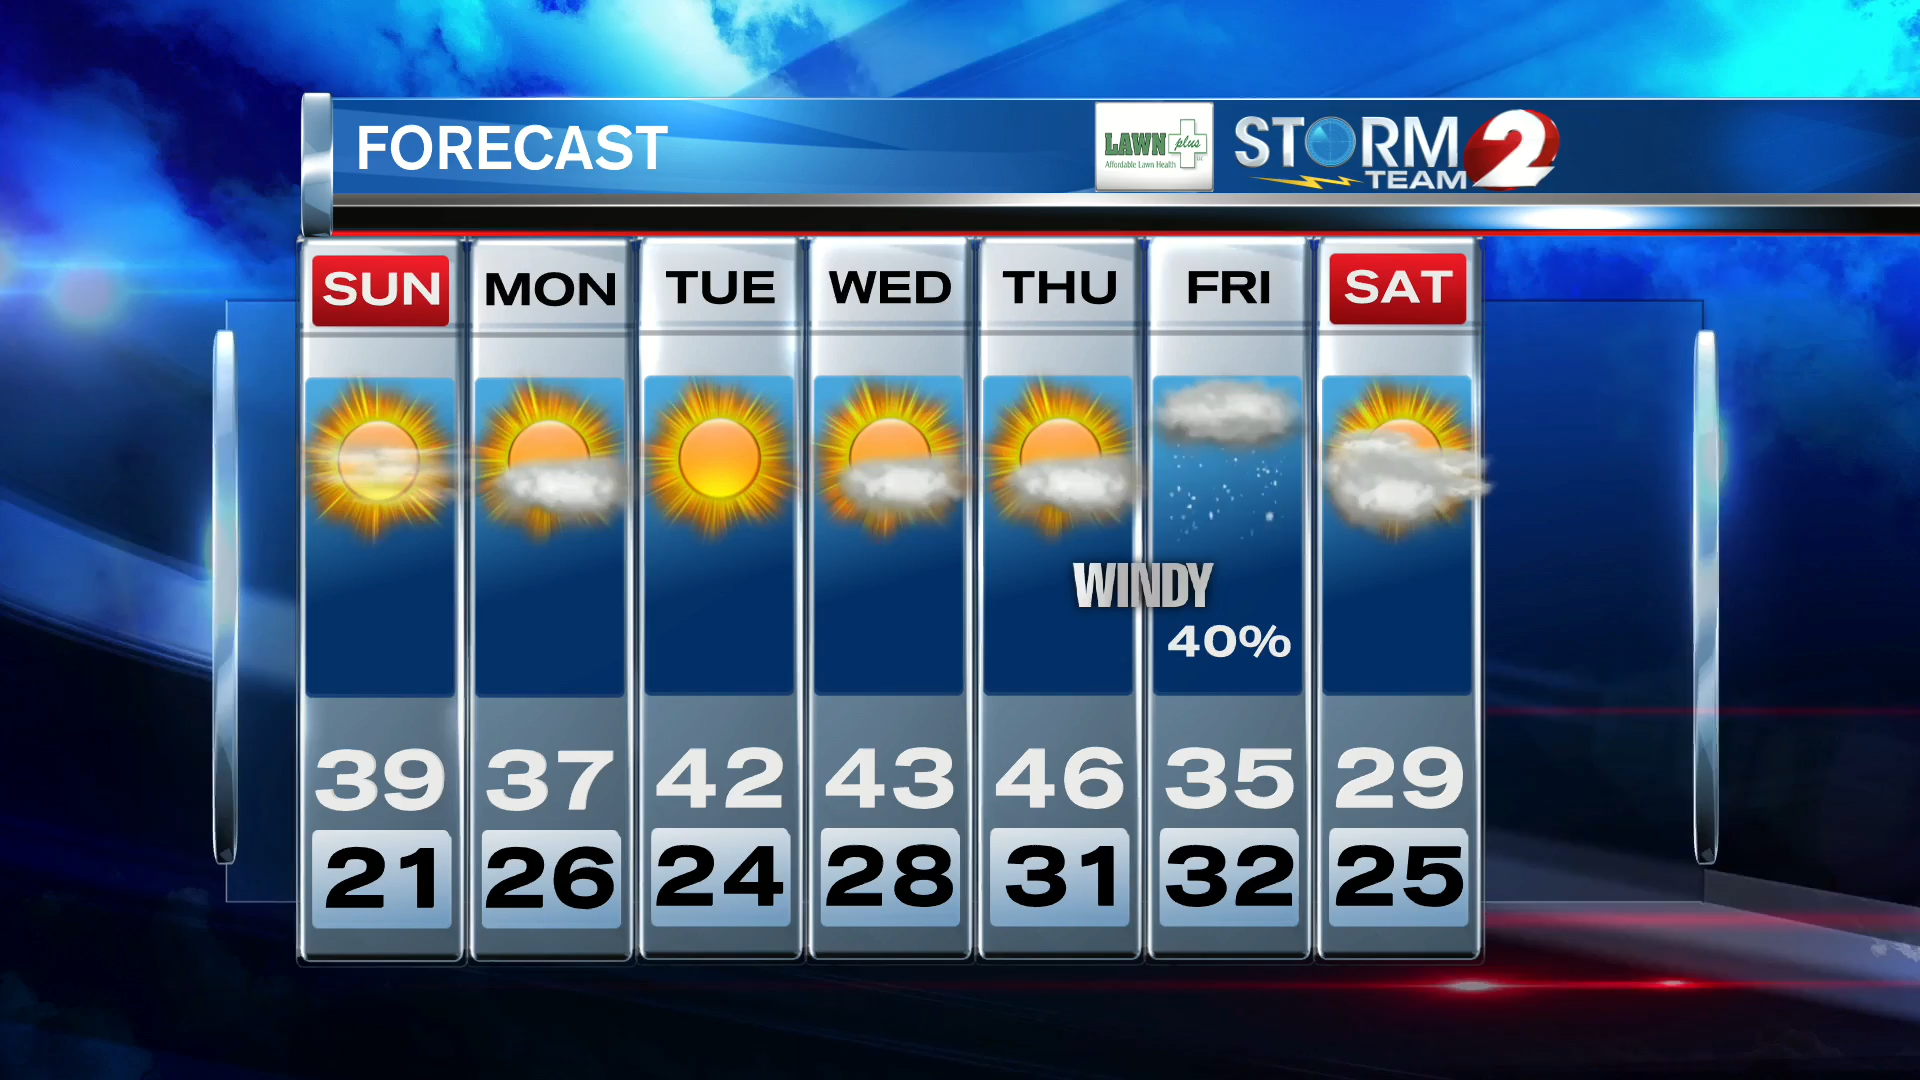 FORECAST
LAWN plus
Affordable Lawn Health
STORM
TEAM 2
SUN MON TUE WED THU FRI SAT
WINDY
40%
39 37 42 43 46 35 29
21 26 24 28 31 32 25